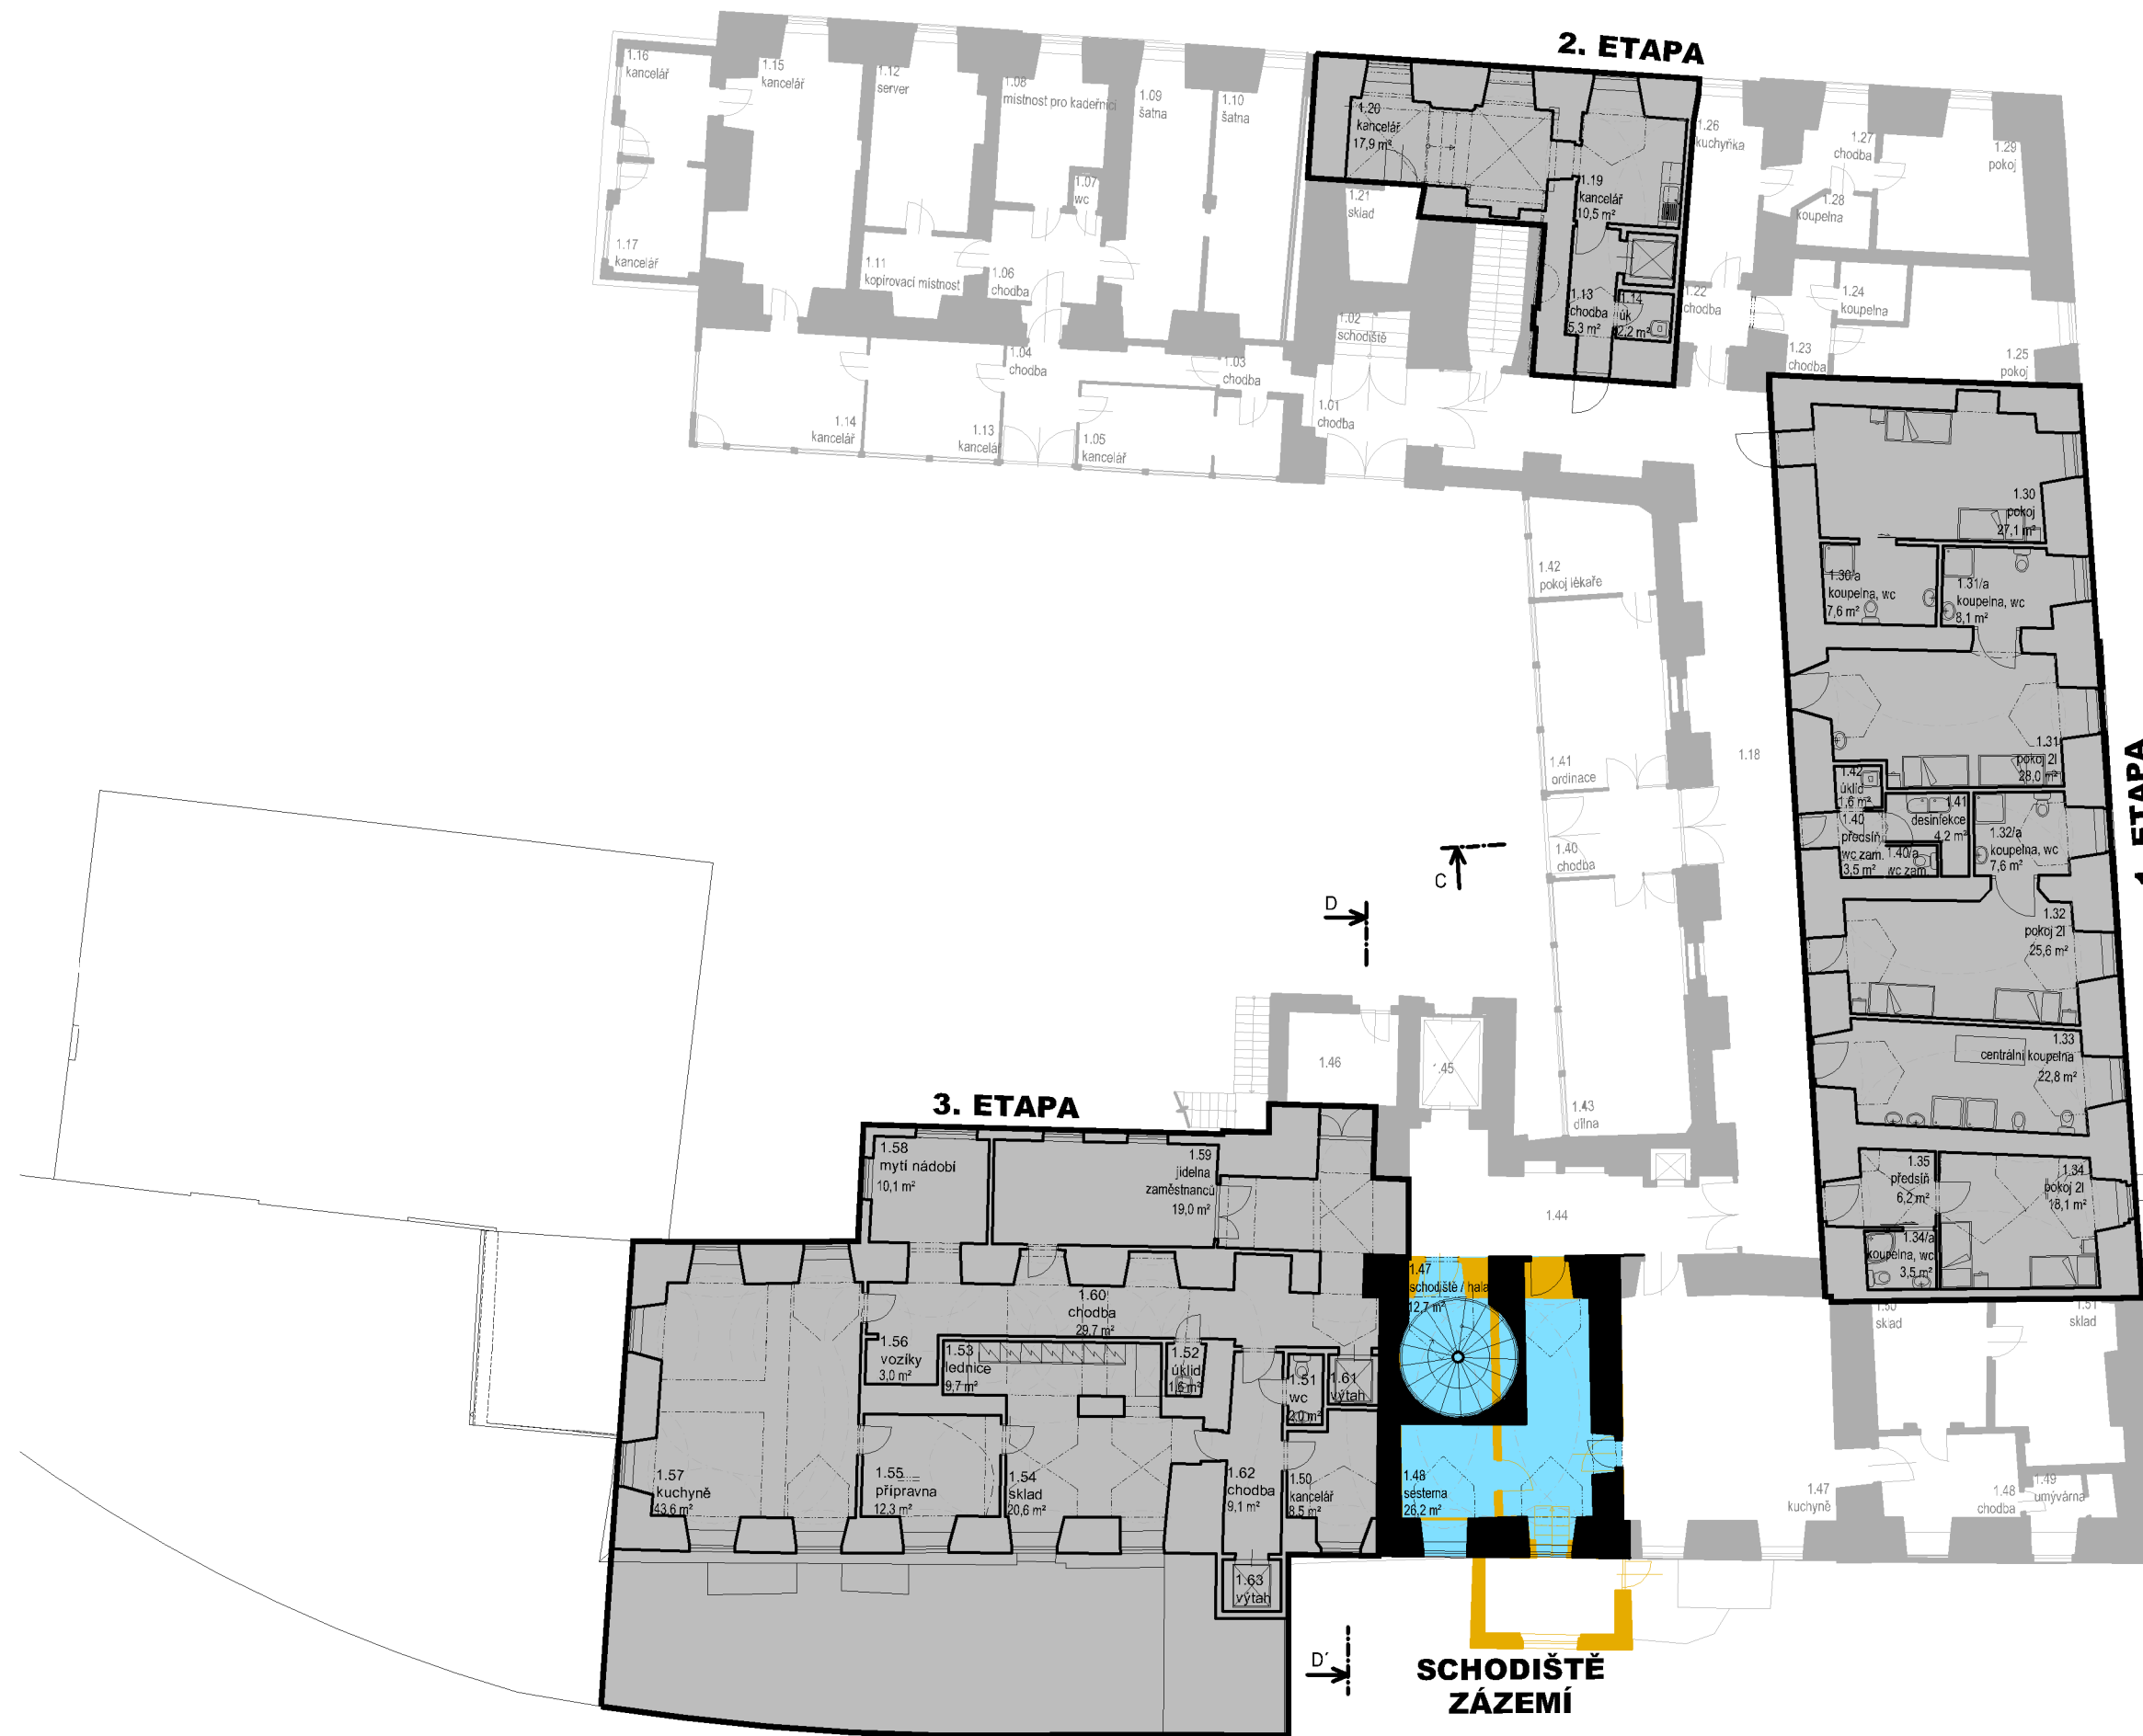 2. ETAPA
1.16
kancelář
1.15
kancelář
1.12
server
1.08
místnost pro kadeřnici
1.09
šatna
1.10
šatna
1.07
wc
1.17
kancelář
1.11
kopírovací místnost
1.06
chodba
1.20
kancelář
17,9 m²
1.21
sklad
1.19
kancelář
10,5 m²
1.26
kuchyňka
1.27
chodba
1.29
pokoj
1.28
koupelna
1.02
schodiště
1.13
chodba
5,3 m²
1.14
úk
2,2 m²
1.22
chodba
1.24
koupelna
1.23
chodba
1.25
pokoj
1.04
chodba
1.03
chodba
1.01
chodba
1.14
kancelář
1.13
kancelář
1.05
kancelář
1.30
pokoj
27,1 m²
1.42
pokoj lékaře
1.30/a
koupelna, wc
7,6 m²
1.31/a
koupelna, wc
8,1 m²
1.18
1.41
ordinace
1.31
pokoj 2l
28,0 m²
1. ETAPA
1.42
úklid
1,6 m²
1.41
desinfekce
4,2 m²
1.40
předsíň
wc zam.
3,5 m²
1.40/a
wc zam
1.32/a
koupelna, wc
7,6 m²
1.40
chodba
C
D
1.32
pokoj 2l
25,6 m²
1.33
centrální koupelna
22,8 m²
1.46
1.45
1.43
dílna
3. ETAPA
1.58
mytí nádobí
10,1 m²
1.59
jídelna
zaměstnanců
19,0 m²
1.35
předsíň
6,2 m²
1.34
pokoj 2l
18,1 m²
1.44
1.34/a
koupelna, wc
3,5 m²
1.47
schodiště / hala
12,7 m²
1.60
chodba
29,7 m²
1.50
sklad
1.51
sklad
1.56
vozíky
3,0 m²
1.53
lednice
9,7 m²
1.52
úklid
1,6 m²
1.51
wc
2,0 m²
1.61
výtah
1.57
kuchyně
43,6 m²
1.55
přípravna
12,3 m²
1.54
sklad
20,6 m²
1.62
chodba
9,1 m²
1.50
kancelář
8,5 m²
1.48
sesterna
26,2 m²
1.47
kuchyně
1.48
chodba
1.49
umývárna
1.63
výtah
D´
SCHODIŠTĚ
ZÁZEMÍ